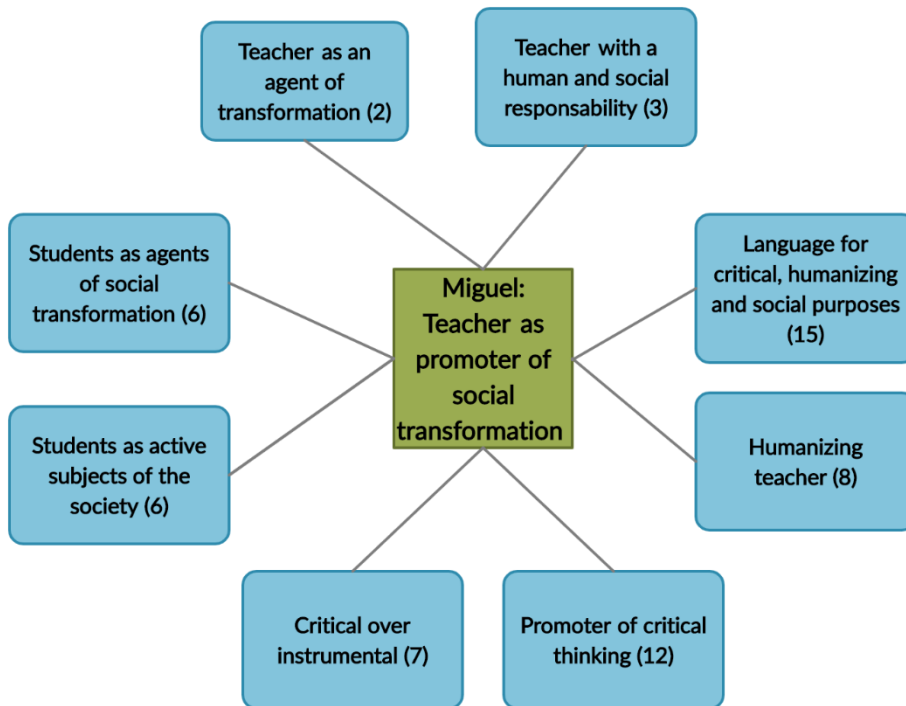 Teacher as an
agent of
transformation (2)
Teacher with a
human and social
responsability (3)
Students as agents
of social
transformation (6)
Language for
critical, humanizing
and social purposes
(15)
Miguel:
Teacher as
promoter of
social
transformation
Students as active
subjects of the
society (6)
Humanizing
teacher (8)
Critical over
instrumental (7)
Promoter of critical
thinking (12)